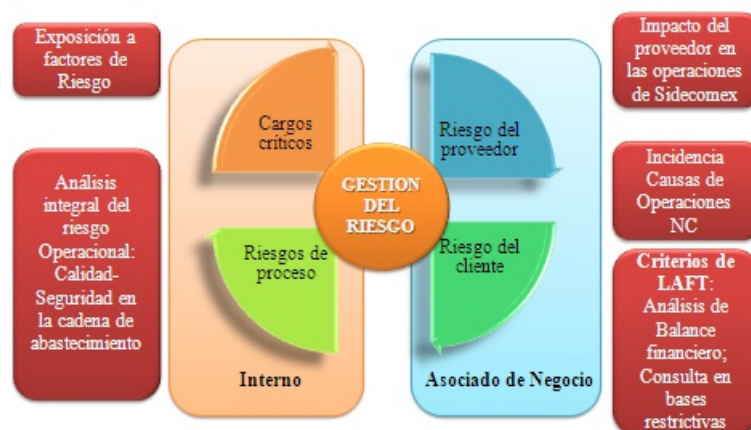 Exposición a
factores de
Riesgo
Análisis
integral del
riesgo
Operacional:
Calidad-
Seguridad en
la cadena de
abastecimiento
Cargos
críticos
Riesgos de
proceso
Interno
GESTION
DEL
RIESGO
Riesgo del
proveedor
Riesgo del
cliente
Asociado de Negocio
Impacto del
proveedor en
las operaciones
de Sidecomex
Incidencia
Causas de
Operaciones
NC
Criterios de
LAFT:
Análisis de
Balance
financiero;
Consulta en
bases
restrictivas